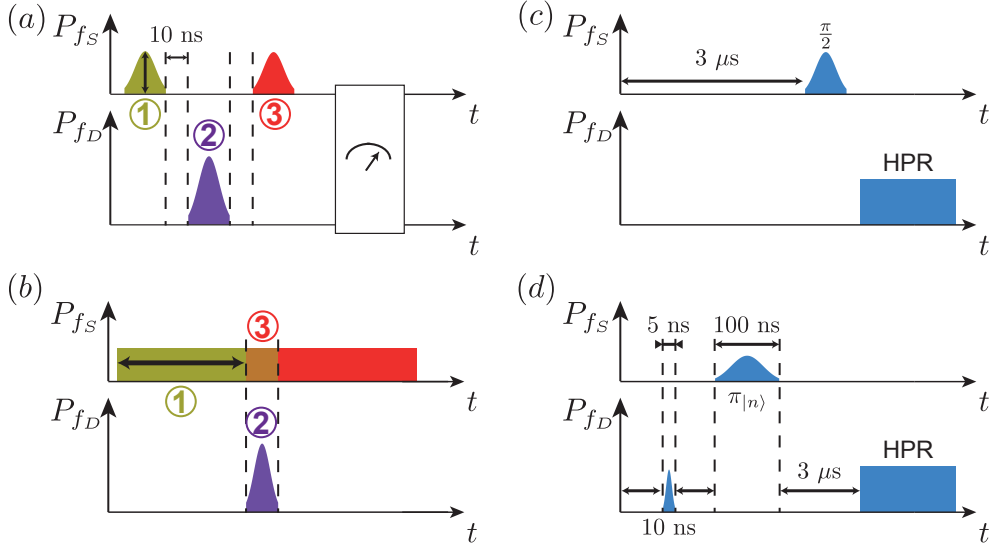 (a)
P_{f_S}
10 ns
①
③
t
P_{f_D}
②
t
(b)
P_{f_S}
③
①
t
P_{f_D}
②
t
(c)
P_{f_S}
3 μs
π/2
t
P_{f_D}
HPR
t
(d)
P_{f_S}
5 ns
100 ns
π_{|n⟩}
t
P_{f_D}
3 μs
HPR
10 ns
t